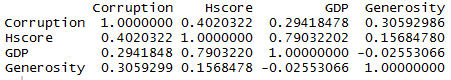 Corruption Hscore GDP Generosity
Corruption 1.0000000 0.4020322 0.29418478 0.30592986
Hscore 0.4020322 1.0000000 0.79032202 0.15684780
GDP 0.2941848 0.7903220 1.00000000 -0.02553066
Generosity 0.3059299 0.1568478 -0.02553066 1.00000000